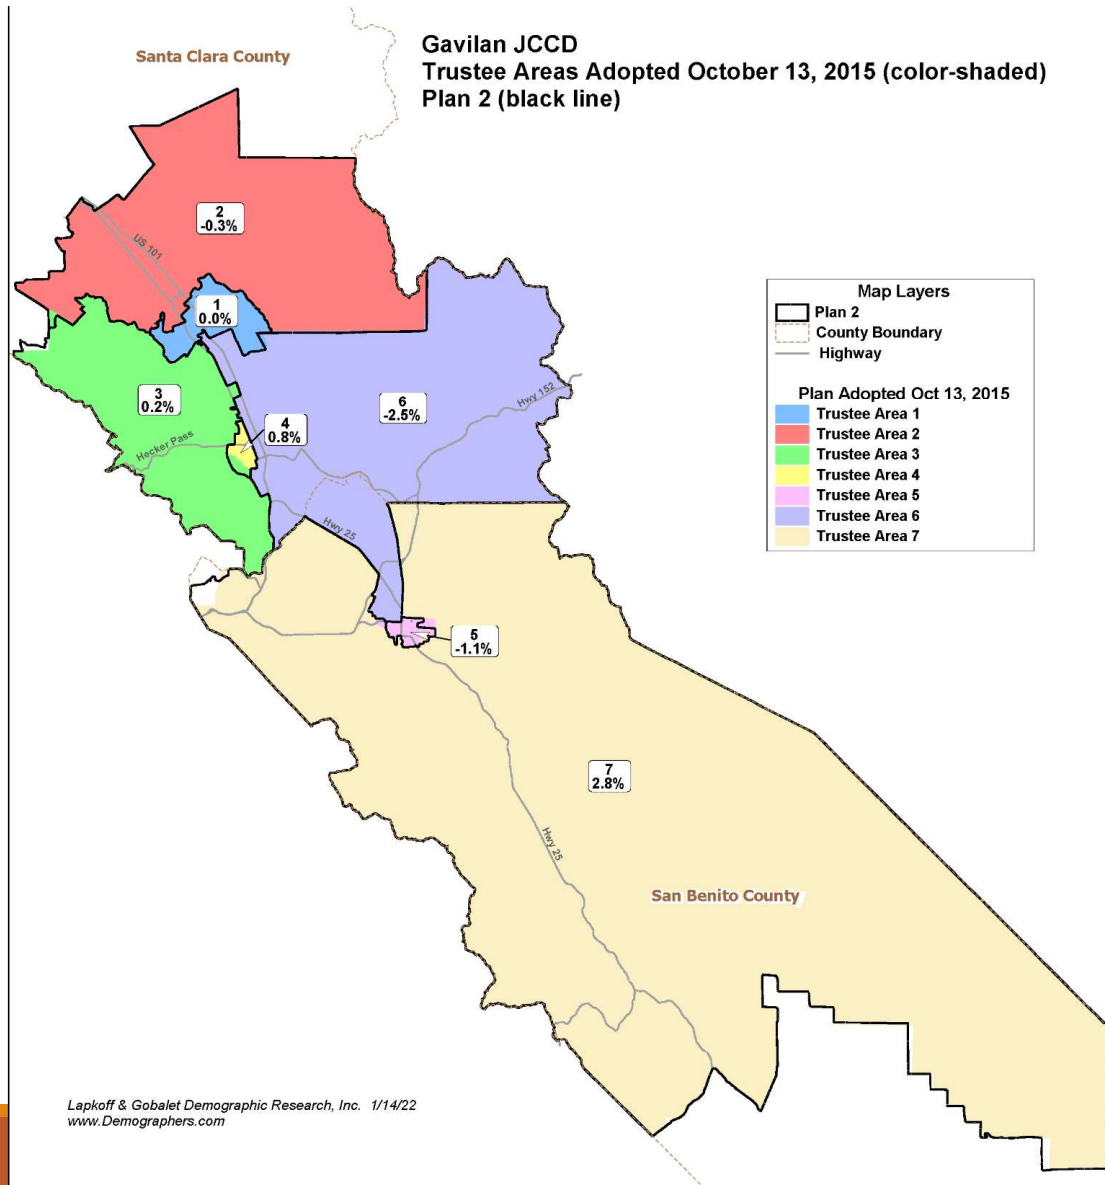 Gavilan JCCD
Trustee Areas Adopted October 13, 2015 (color-shaded)
Plan 2 (black line)
Santa Clara County
2
-0.3%
US 101
1
0.0%
3
0.2%
Hecker Pass
4
0.8%
6
-2.5%
Hwy 152
Hwy 25
5
-1.1%
7
2.8%
Hwy 25
San Benito County
Map Layers
Plan 2
County Boundary
Highway
Plan Adopted Oct 13, 2015
Trustee Area 1
Trustee Area 2
Trustee Area 3
Trustee Area 4
Trustee Area 5
Trustee Area 6
Trustee Area 7
Lapkoff & Gobalet Demographic Research, Inc. 1/14/22
www.Demographers.com